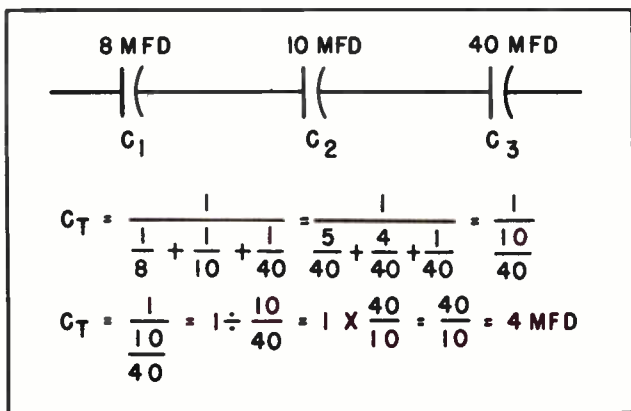 8 MFD 10 MFD 40 MFD
C1 C2 C3
CT = 1 / (1/8 + 1/10 + 1/40) = 1 / (5/40 + 4/40 + 1/40) = 1 / (10/40)
CT = 1 / (10/40) = 1 ÷ 10/40 = 1 X 40/10 = 40/10 = 4 MFD